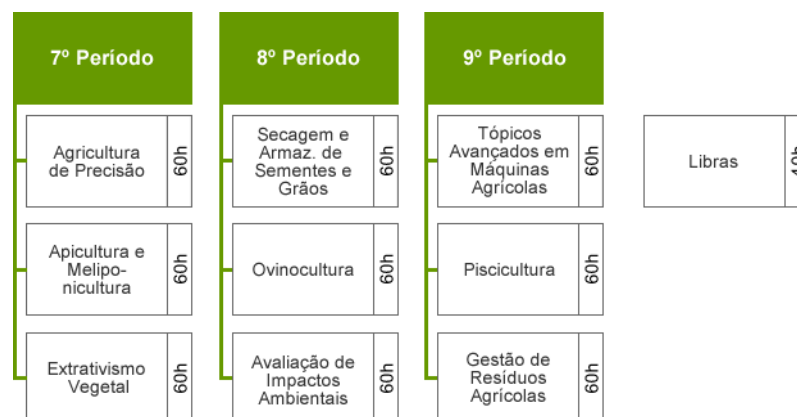 7º Período
8º Período
9º Período
Agricultura
de Precisão
60h
Secagem e
Armaz. de
Sementes e
Grãos
60h
Tópicos
Avançados em
Máquinas
Agrícolas
60h
Libras
Apicultura e
Melipo-
nicultura
60h
Ovinocultura
60h
Piscicultura
60h
Extrativismo
Vegetal
60h
Avaliação de
Impactos
Ambientais
60h
Gestão de
Resíduos
Agrícolas
60h